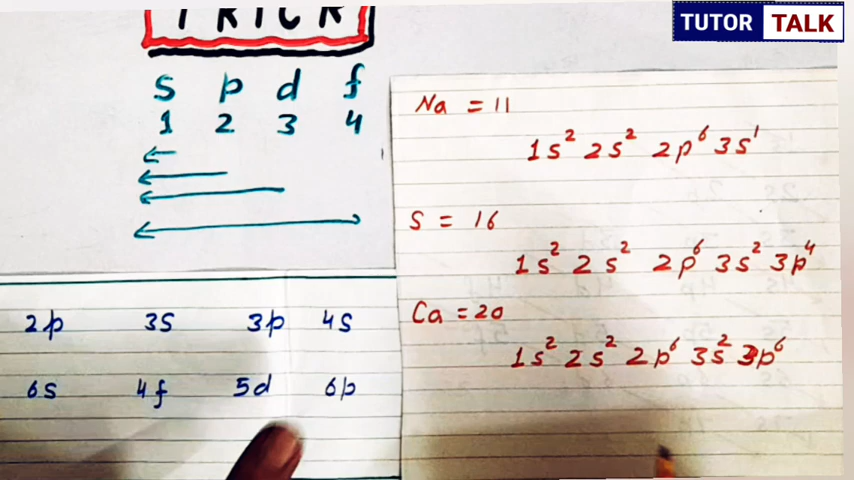 TRICK
TUTOR TALK
s p d f
1 2 3 4
2p 3s 3p 4s
6s 4f 5d 6p
Na = 11
1s² 2s² 2p⁶ 3s¹
S = 16
1s² 2s² 2p⁶ 3s² 3p⁴
Ca = 20
1s² 2s² 2p⁶ 3s² 3p⁶